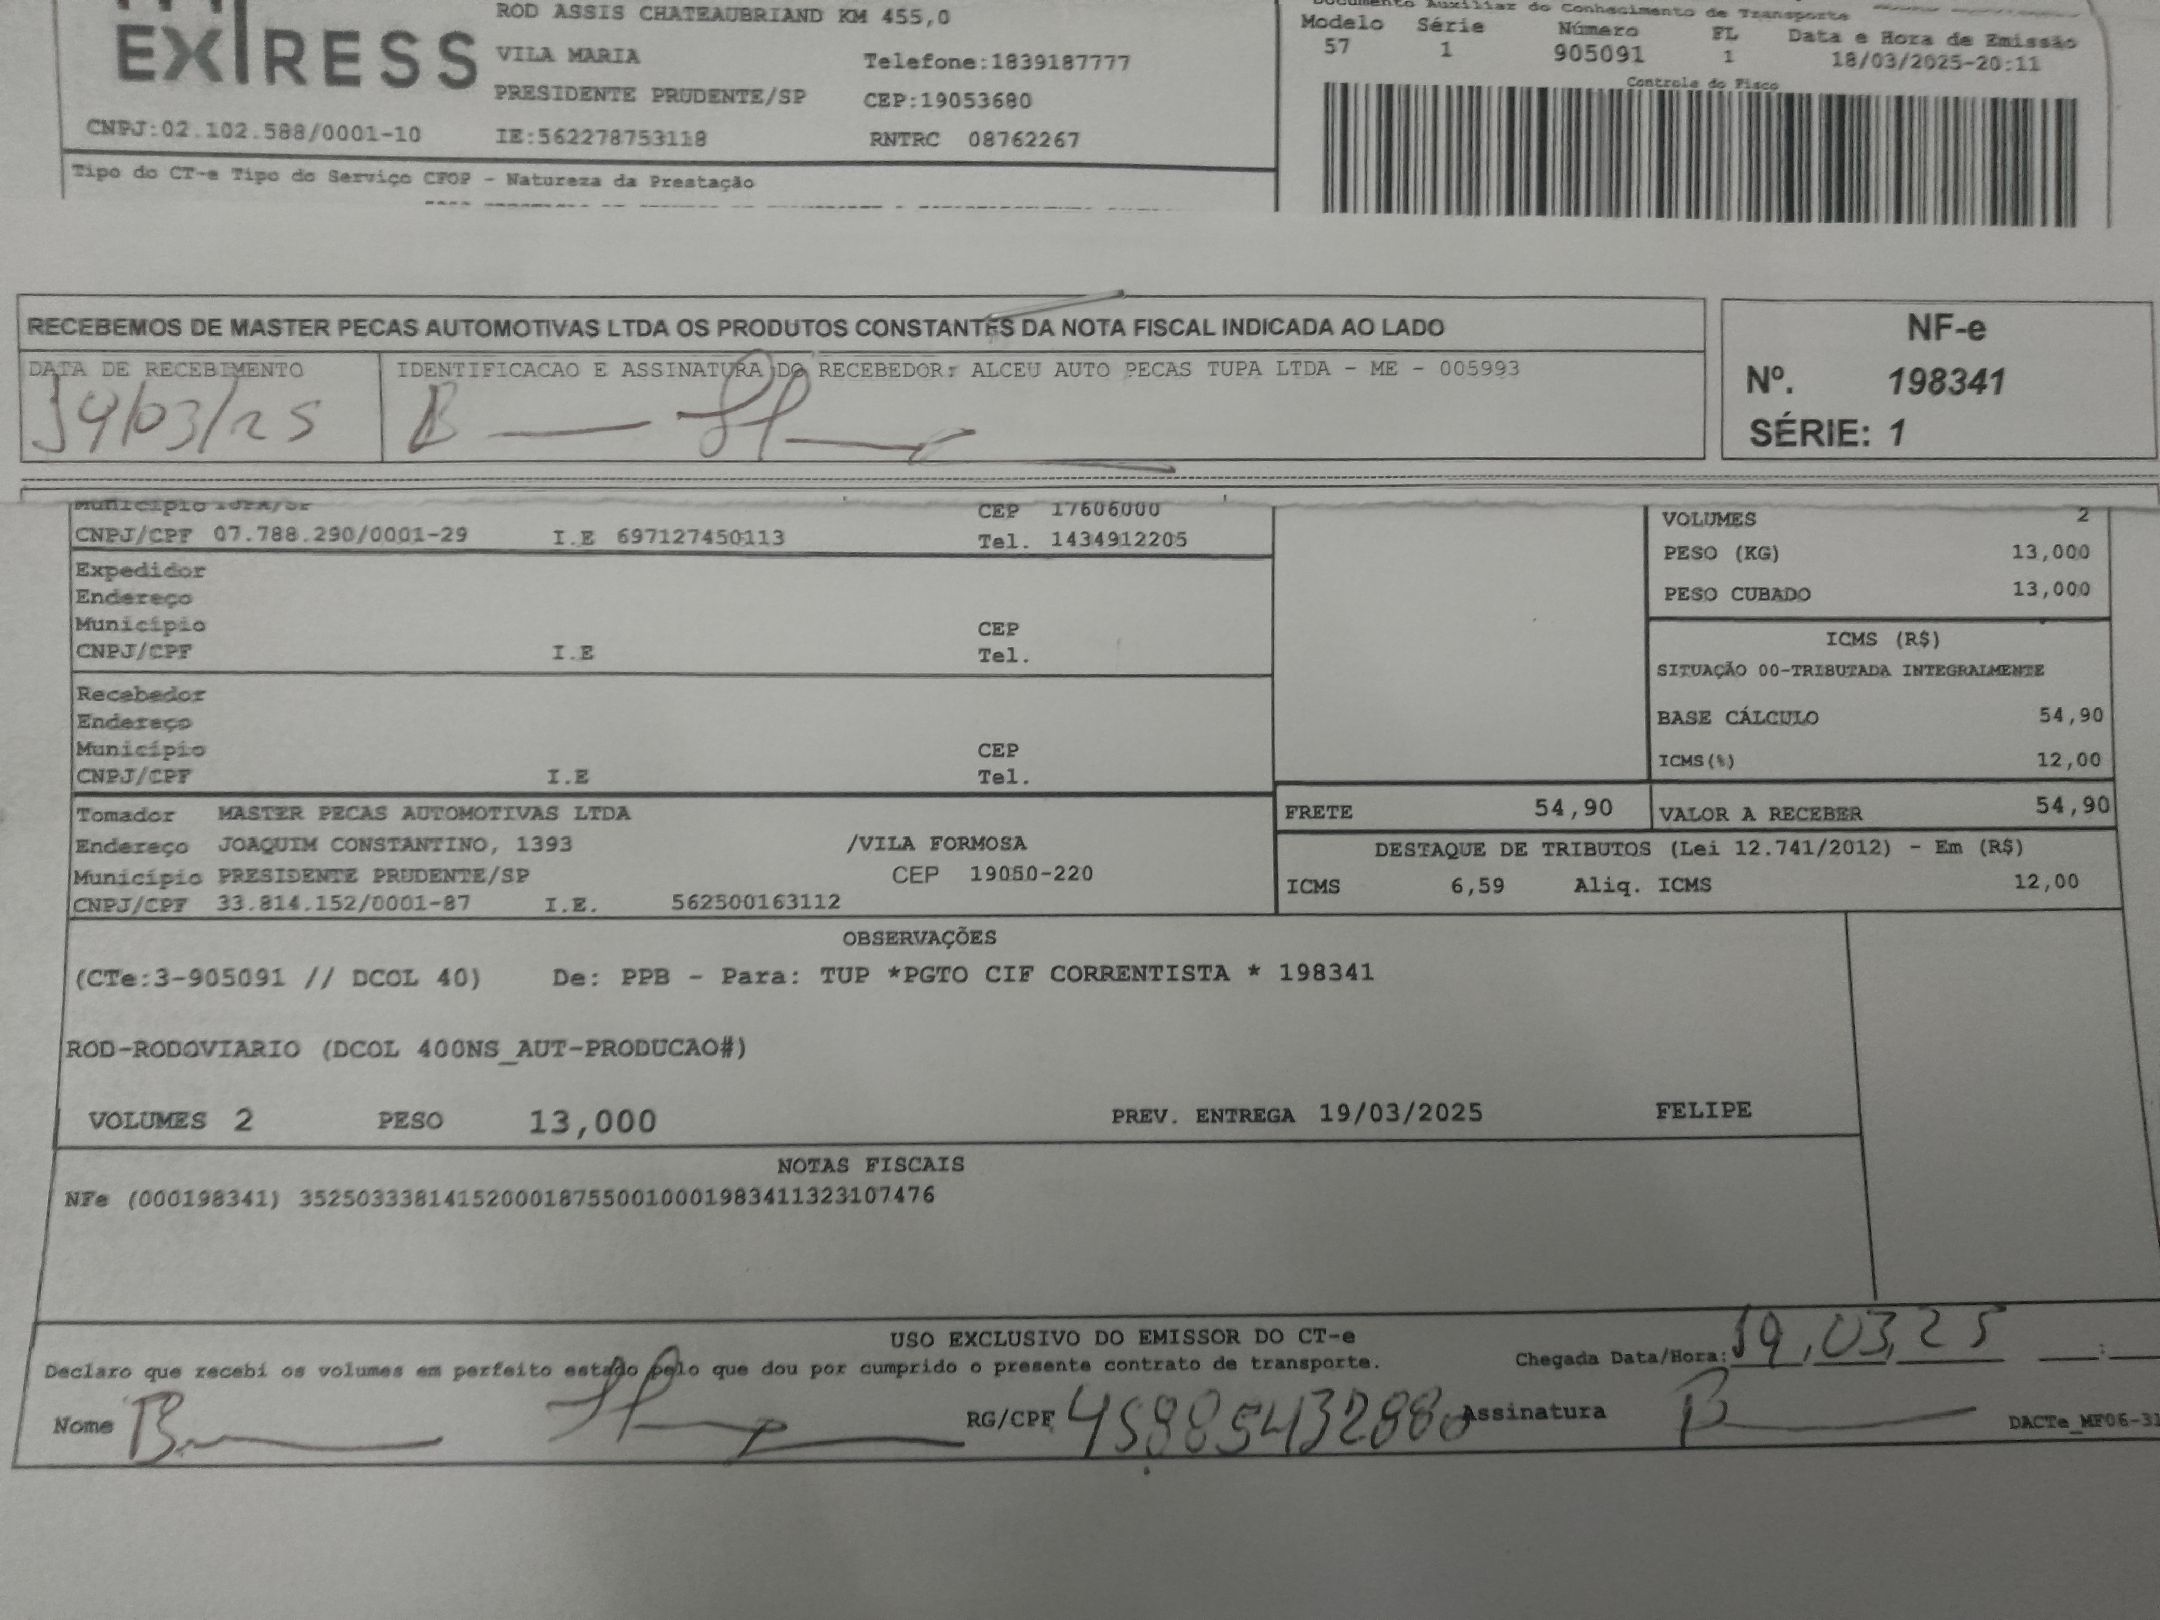 EXPRESS
ROD ASSIS CHATEAUBRIAND KM 455,0
VILA MARIA Telefone:1839187777
PRESIDENTE PRUDENTE/SP CEP:19053680
CNPJ:02.102.588/0001-10 IE:562278753118 RNTRC 08762267
Tipo do CT-e Tipo do Serviço CFOP - Natureza da Prestação
Documento Auxiliar do Conhecimento de Transporte
Modelo Série Número FL Data e Hora de Emissão
57 1 905091 1 18/03/2025-20:11
Controle do Fisco
RECEBEMOS DE MASTER PECAS AUTOMOTIVAS LTDA OS PRODUTOS CONSTANTES DA NOTA FISCAL INDICADA AO LADO
DATA DE RECEBIMENTO IDENTIFICACAO E ASSINATURA DO RECEBEDOR: ALCEU AUTO PECAS TUPA LTDA - ME - 005993
19/03/25
NF-e
Nº. 198341
SÉRIE: 1
Município TUPA/SP CEP 17606000
CNPJ/CPF 07.788.290/0001-29 I.E 697127450113 Tel. 1434912205
Expedidor
Endereço
Município CEP
CNPJ/CPF I.E Tel.
Recebedor
Endereço
Município CEP
CNPJ/CPF I.E Tel.
VOLUMES 2
PESO (KG) 13,000
PESO CUBADO 13,000
ICMS (R$)
SITUAÇÃO 00-TRIBUTADA INTEGRALMENTE
BASE CÁLCULO 54,90
ICMS(%) 12,00
Tomador MASTER PECAS AUTOMOTIVAS LTDA
Endereço JOAQUIM CONSTANTINO, 1393 /VILA FORMOSA
Município PRESIDENTE PRUDENTE/SP CEP 19050-220
CNPJ/CPF 33.814.152/0001-87 I.E. 562500163112
FRETE 54,90 VALOR A RECEBER 54,90
DESTAQUE DE TRIBUTOS (Lei 12.741/2012) - Em (R$)
ICMS 6,59 Aliq. ICMS 12,00
OBSERVAÇÕES
(CTe:3-905091 // DCOL 40) De: PPB - Para: TUP *PGTO CIF CORRENTISTA * 198341
ROD-RODOVIARIO (DCOL 400NS_AUT-PRODUCAO#)
VOLUMES 2 PESO 13,000 PREV. ENTREGA 19/03/2025 FELIPE
NOTAS FISCAIS
NFe (000198341) 35250333814152000187550010001983411323107476
USO EXCLUSIVO DO EMISSOR DO CT-e
Declaro que recebi os volumes em perfeito estado pelo que dou por cumprido o presente contrato de transporte. Chegada Data/Hora: 19,03,25 :
Nome RG/CPF 45885432880 Assinatura DACTe_MF06-